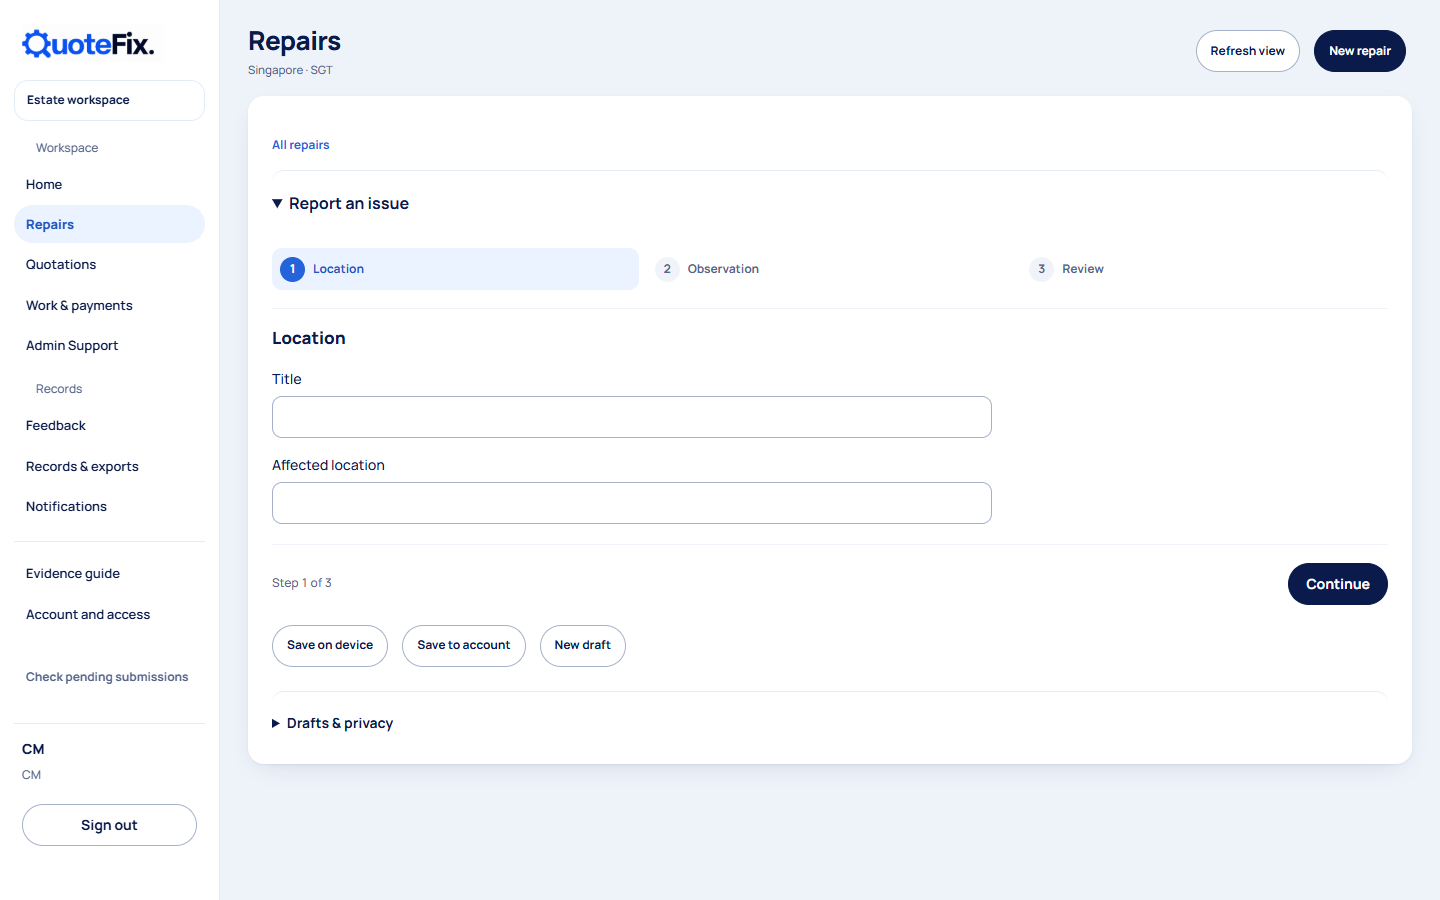 QuoteFix.
Estate workspace
Workspace
Home
Repairs
Quotations
Work & payments
Admin Support
Records
Feedback
Records & exports
Notifications
Evidence guide
Account and access
Check pending submissions
CM
CM
Sign out
Repairs
Singapore · SGT
Refresh view
New repair
All repairs
Report an issue
1 Location
2 Observation
3 Review
Location
Title
Affected location
Step 1 of 3
Continue
Save on device
Save to account
New draft
Drafts & privacy